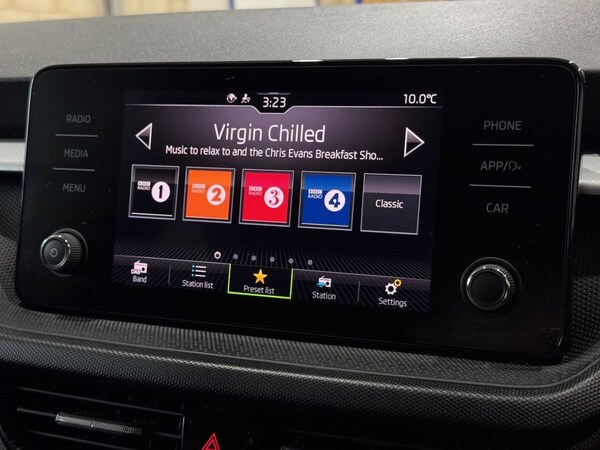 3:23
10.0°C
RADIO
MEDIA
MENU
Virgin Chilled
Music to relax to and the Chris Evans Breakfast Sho...
BBC RADIO 1
BBC RADIO 2
BBC RADIO 3
BBC RADIO 4
Classic
PHONE
APP/
CAR
DAB
Band
Station list
Preset list
Station
Settings